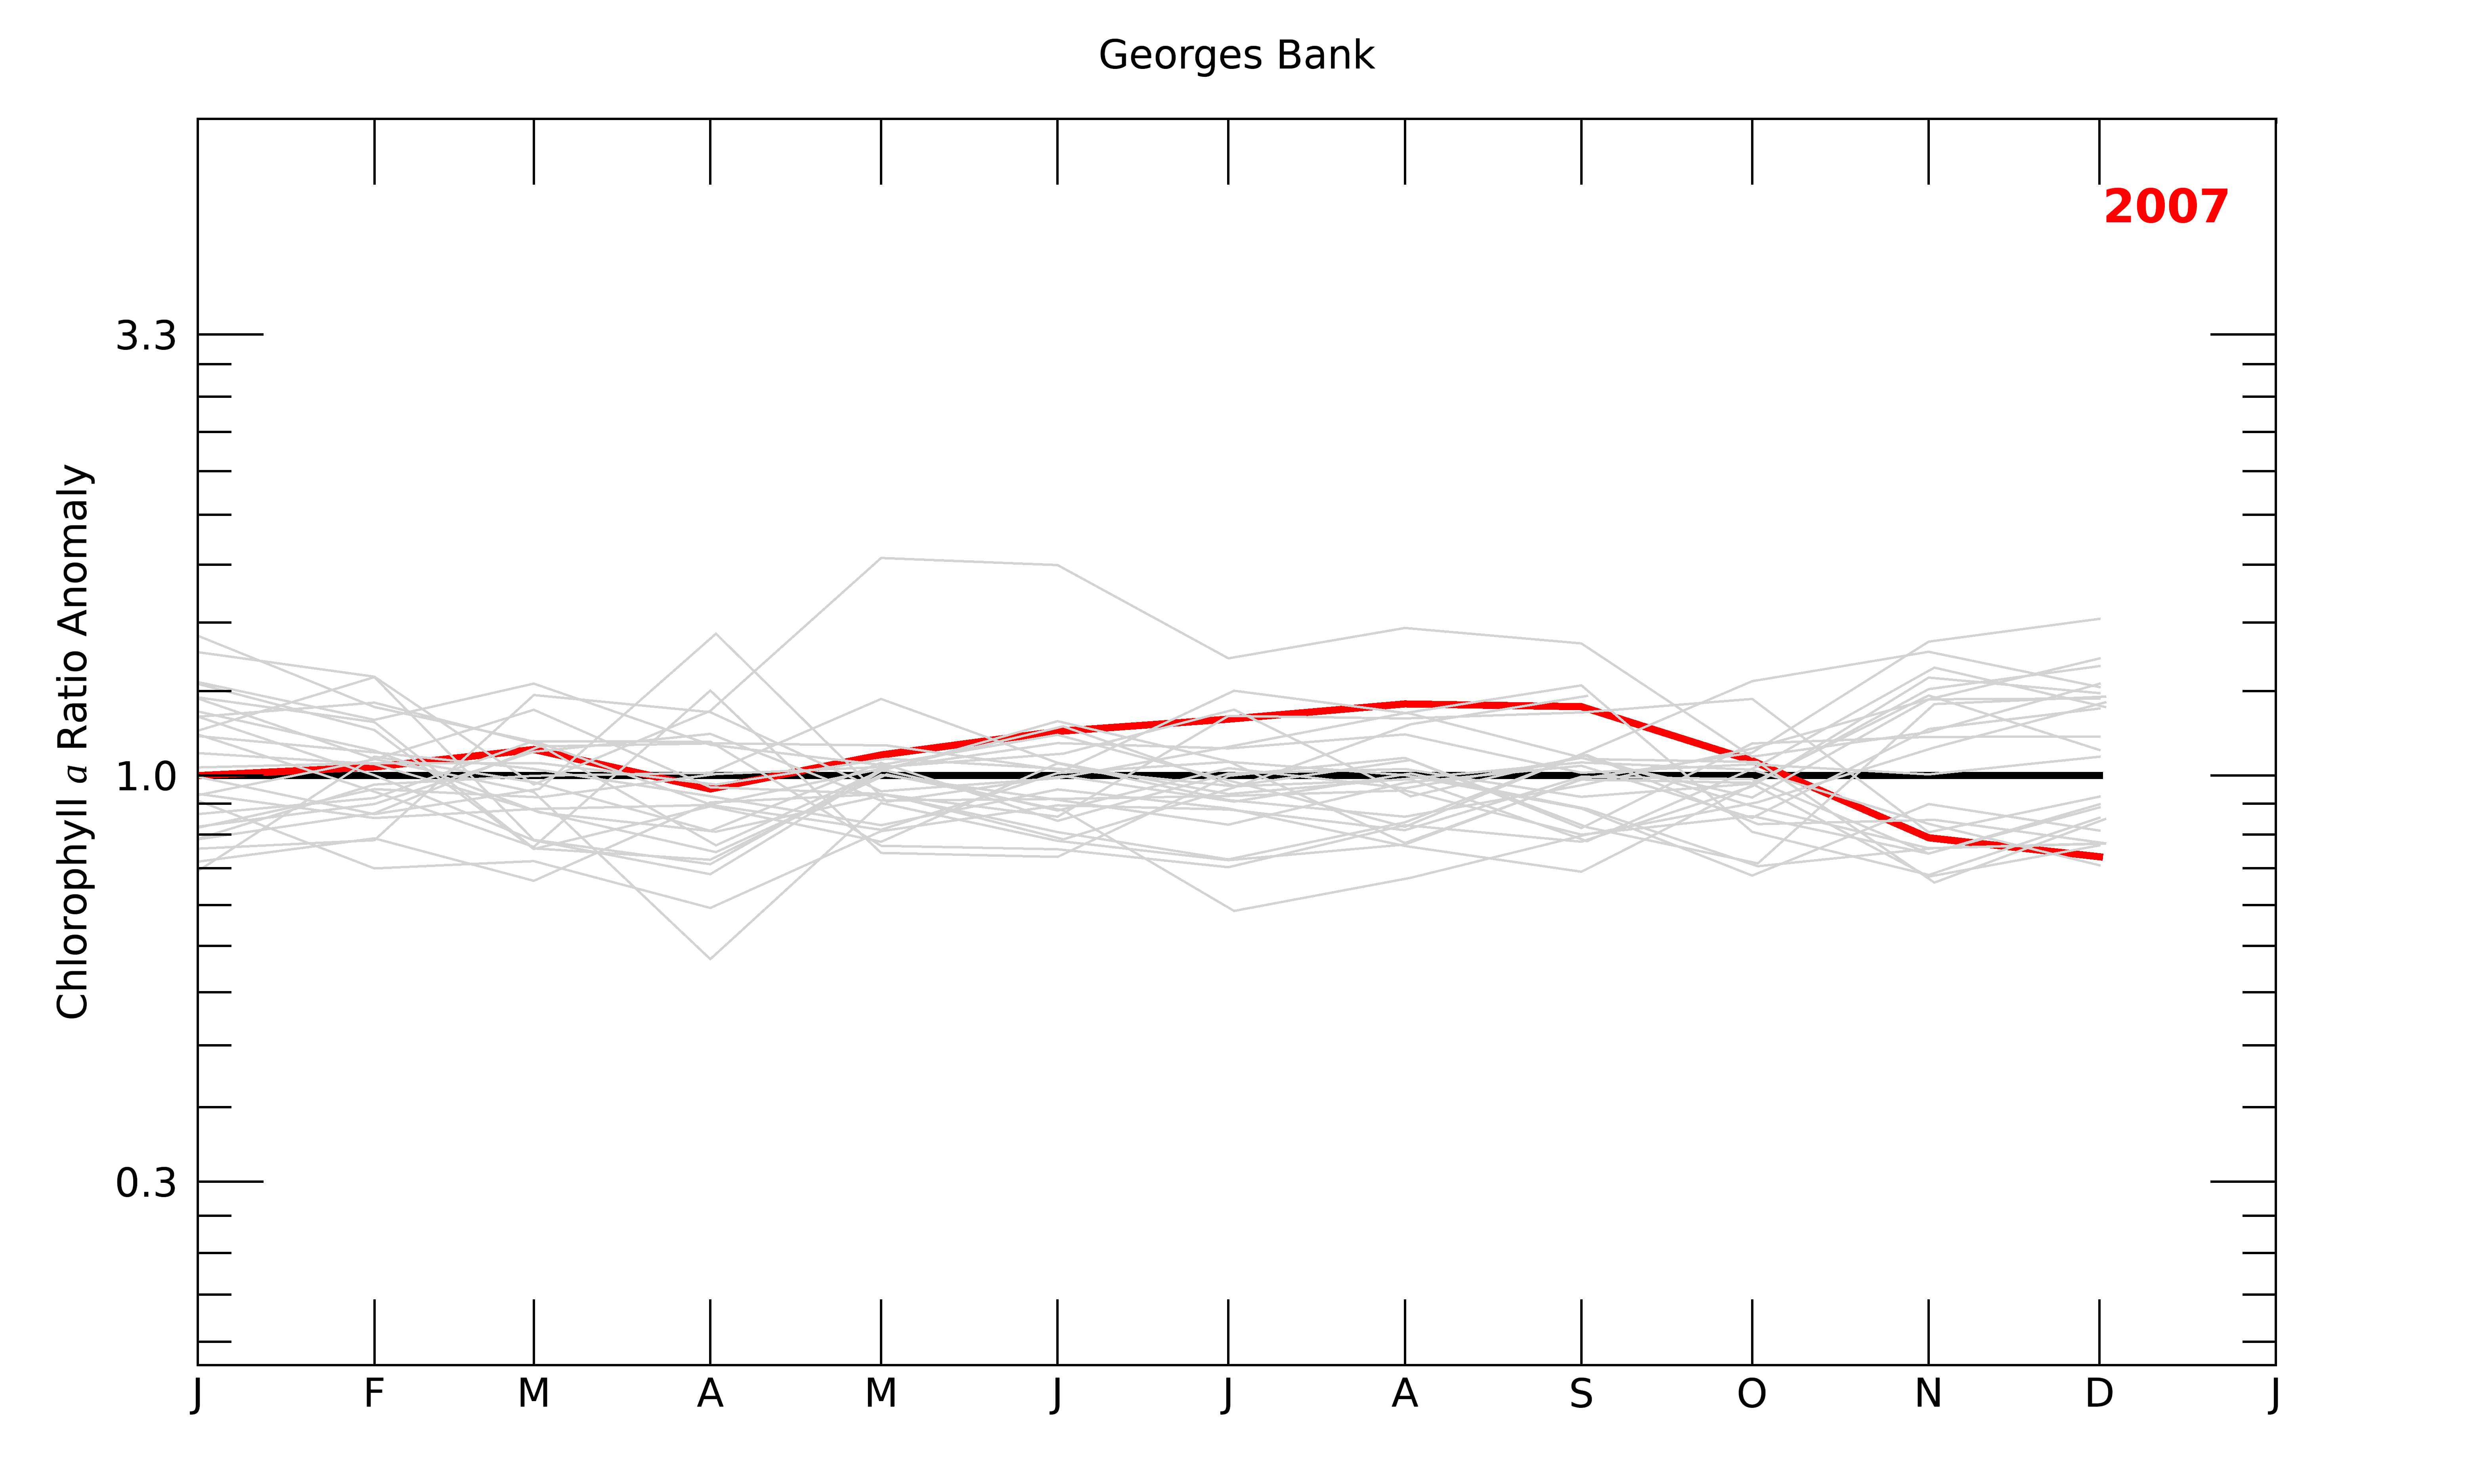 Georges Bank
2007
Chlorophyll a Ratio Anomaly
3.3
1.0
0.3
J F M A M J J A S O N D J